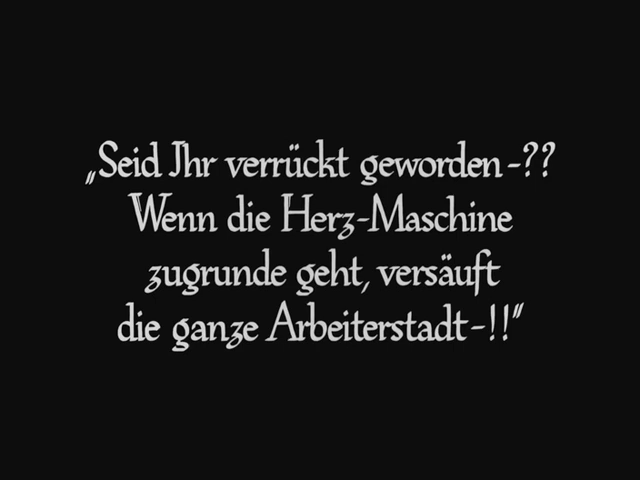 „Seid Ihr verrückt geworden-??
Wenn die Herz-Maschine
zugrunde geht, versäuft
die ganze Arbeiterstadt-!!"